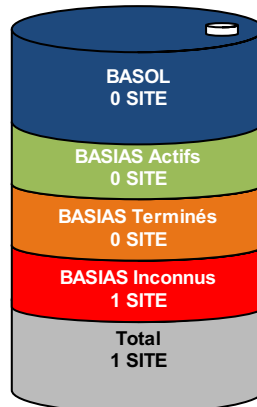 BASOL
0 SITE
BASIAS Actifs
0 SITE
BASIAS Terminés
0 SITE
BASIAS Inconnus
1 SITE
Total
1 SITE